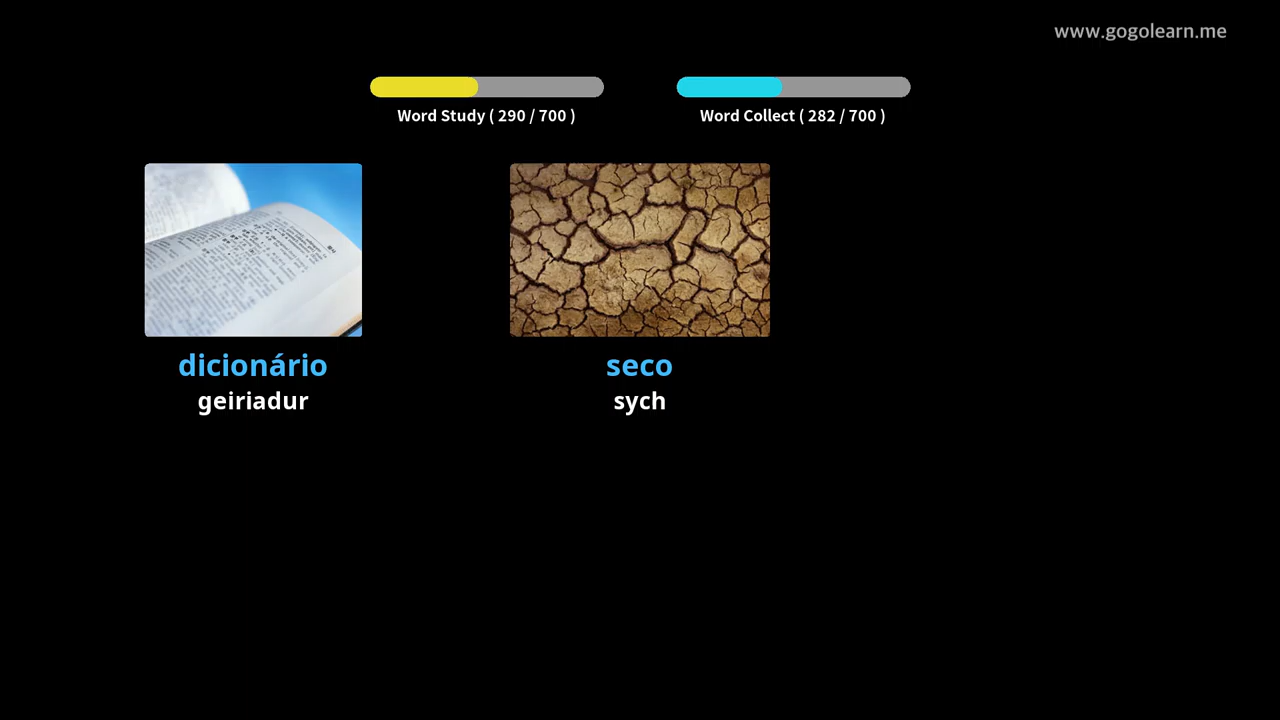 www.gogolearn.me
Word Study ( 290 / 700 )
Word Collect ( 282 / 700 )
dicionário
geiriadur
seco
sych